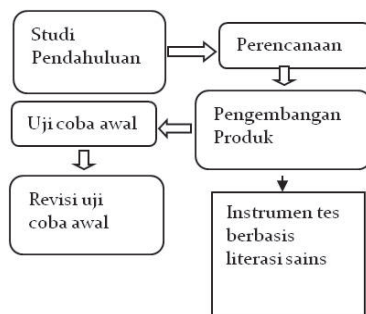 Studi
Pendahuluan
Perencanaan
Pengembangan
Produk
Uji coba awal
Revisi uji
coba awal
Instrumen tes
berbasis
literasi sains